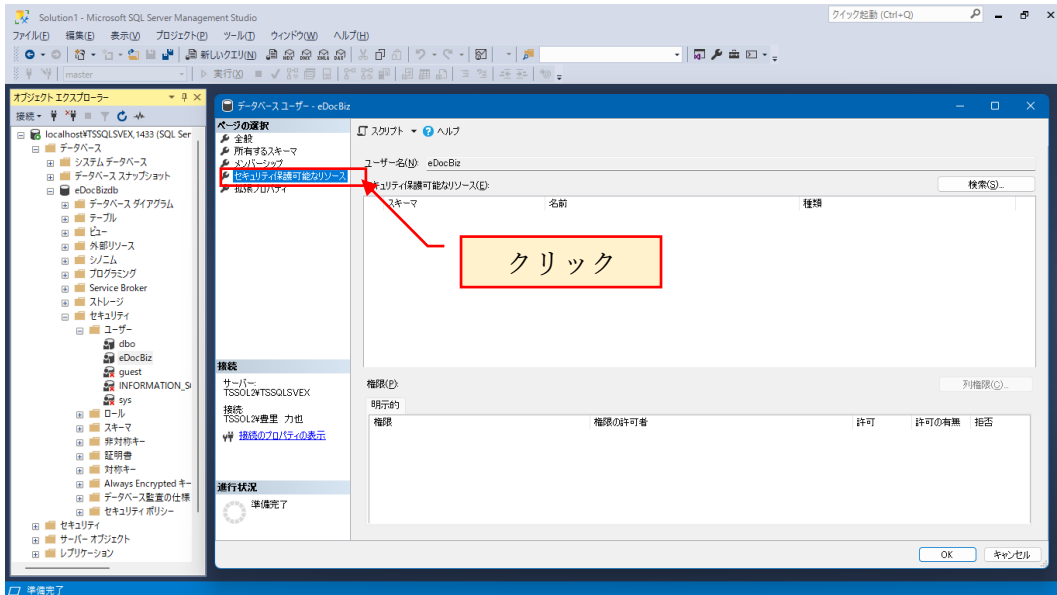 Solution1 - Microsoft SQL Server Management Studio
クイック起動 (Ctrl+Q)
ファイル(F) 編集(E) 表示(V) プロジェクト(P) ツール(T) ウィンドウ(W) ヘルプ(H)
新しいクエリ(N)
master
実行(X)
オブジェクト エクスプローラー
接続
localhost¥TSSQLSVEX,1433 (SQL Ser
データベース
システム データベース
データベース スナップショット
eDocBizdb
データベース ダイアグラム
テーブル
ビュー
外部リソース
シノニム
プログラミング
Service Broker
ストレージ
セキュリティ
ユーザー
dbo
eDocBiz
guest
INFORMATION_S
sys
ロール
スキーマ
非対称キー
証明書
対称キー
Always Encrypted キー
データベース監査の仕様
セキュリティ ポリシー
セキュリティ
サーバー オブジェクト
レプリケーション
データベース ユーザー - eDocBiz
ページの選択
全般
所有するスキーマ
メンバーシップ
セキュリティ保護可能なリソース
拡張プロパティ
スクリプト ヘルプ
ユーザー名(N): eDocBiz
キュリティ保護可能なリソース(E):
検索(S)...
スキーマ 名前 種類
クリック
接続
サーバー:
TSSOL2¥TSSQLSVEX
接続:
TSSOL2¥豊里 力也
接続のプロパティの表示
進行状況
準備完了
権限(P):
列権限(C)...
明示的
権限 権限の許可者 許可 許可の有無 拒否
OK キャンセル
準備完了